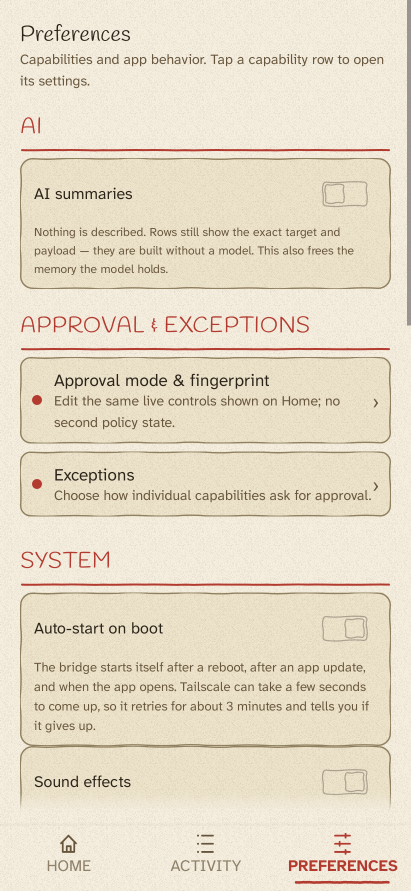 Preferences
Capabilities and app behavior. Tap a capability row to open
its settings.
AI
AI summaries
Nothing is described. Rows still show the exact target and
payload — they are built without a model. This also frees the
memory the model holds.
APPROVAL & EXCEPTIONS
Approval mode & fingerprint
Edit the same live controls shown on Home; no
second policy state.
›
Exceptions
Choose how individual capabilities ask for approval.
›
SYSTEM
Auto-start on boot
The bridge starts itself after a reboot, after an app update,
and when the app opens. Tailscale can take a few seconds
to come up, so it retries for about 3 minutes and tells you if
it gives up.
Sound effects
HOME
ACTIVITY
PREFERENCES